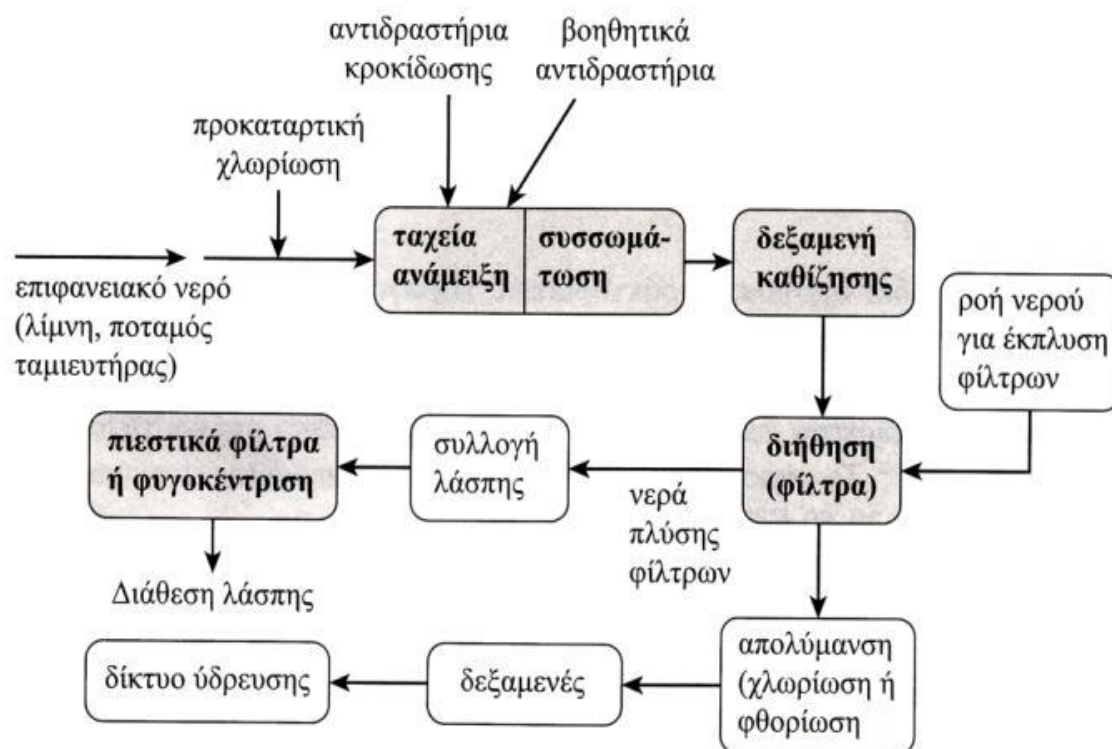 αντιδραστήρια
κροκίδωσης
βοηθητικά
αντιδραστήρια
προκαταρτική
χλωρίωση
ταχεία
ανάμειξη
συσσωμά-
τωση
δεξαμενή
καθίζησης
επιφανειακό νερό
(λίμνη, ποταμός
ταμιευτήρας)
ροή νερού
για έκπλυση
φίλτρων
πιεστικά φίλτρα
ή φυγοκέντριση
συλλογή
λάσπης
διήθηση
(φίλτρα)
νερά
πλύσης
φίλτρων
Διάθεση λάσπης
δίκτυο ύδρευσης
δεξαμενές
απολύμανση
(χλωρίωση ή
φθορίωση